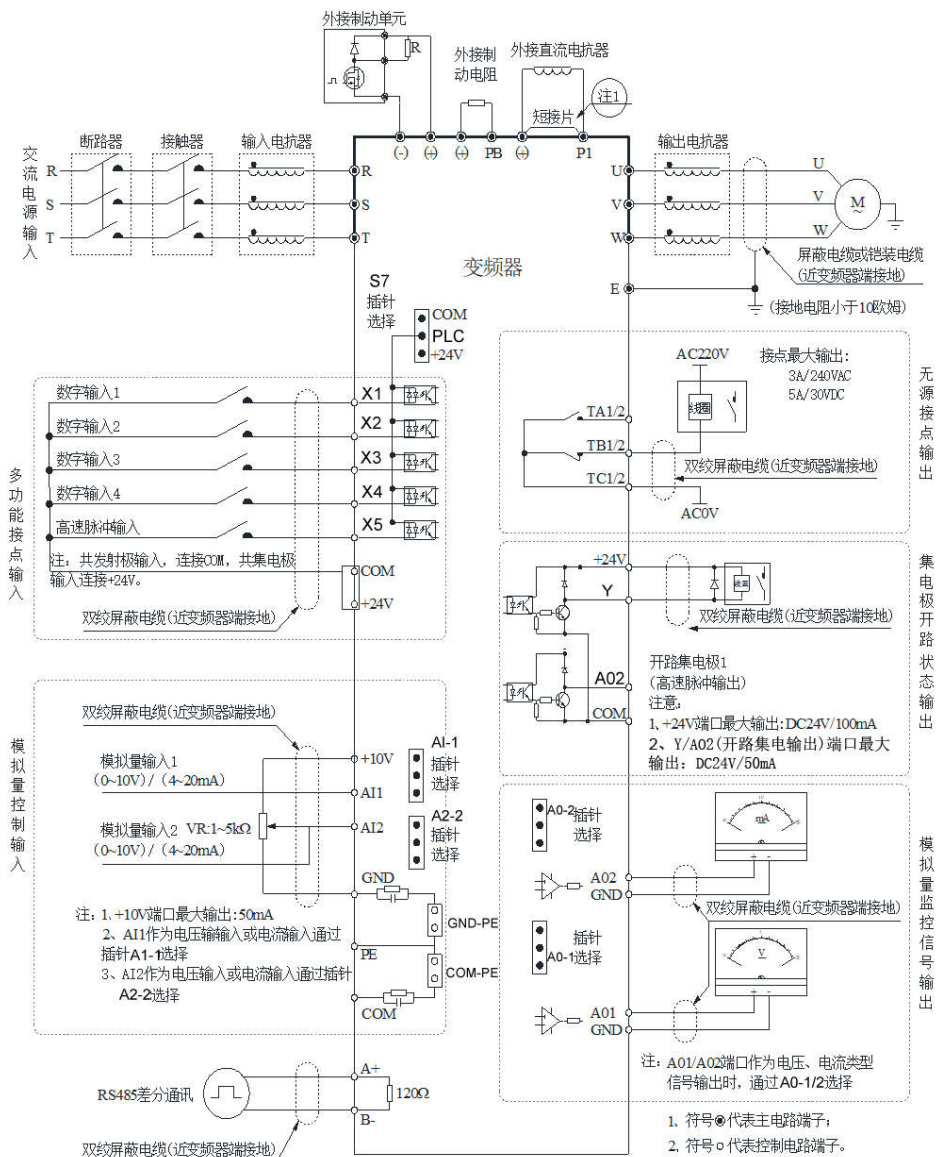 外接制动单元
R
外接制
动电阻
外接直流电抗器
短接片
注1
(-)
(+)
(+)
PB
(+)
P1
交流电源输入
断路器
接触器
输入电抗器
R
S
T
R
S
T
变频器
U
V
W
输出电抗器
U
V
W
M
~
屏蔽电缆或铠装电缆
(近变频器端接地)
E
(接地电阻小于10欧姆)
S7
插针
选择
COM
PLC
+24V
多功能接点输入
数字输入1
数字输入2
数字输入3
数字输入4
高速脉冲输入
X1
X2
X3
X4
X5
注：共发射极输入，连接COM，共集电极
输入连接+24V。
COM
+24V
双绞屏蔽电缆(近变频器端接地)
AC220V
接点最大输出:
3A/240VAC
5A/30VDC
线圈
TA1/2
TB1/2
TC1/2
双绞屏蔽电缆(近变频器端接地)
AC0V
无源接点输出
+24V
Y
线圈
双绞屏蔽电缆(近变频器端接地)
A02
COM
开路集电极1
(高速脉冲输出)
注意:
1、+24V端口最大输出:DC24V/100mA
2、Y/A02(开路集电输出)端口最大
输出：DC24V/50mA
集电极开路状态输出
模拟量控制输入
双绞屏蔽电缆(近变频器端接地)
模拟量输入1
(0~10V)/（4~20mA）
模拟量输入2
VR:1~5kΩ
(0~10V)/（4~20mA）
+10V
AI1
AI2
GND
AI-1
插针
选择
A2-2
插针
选择
GND-PE
PE
COM-PE
COM
注：1、+10V端口最大输出:50mA
2、AI1作为电压输输入或电流输入通过
插针A1-1选择
3、AI2作为电压输入或电流输入通过插针
A2-2选择
A0-2
插针
选择
mA
+
-
A02
GND
双绞屏蔽电缆(近变频器端接地)
A0-1
插针
选择
V
+
-
A01
GND
注：A01/A02端口作为电压、电流类型
信号输出时，通过A0-1/2选择
模拟量监控信号输出
RS485差分通讯
A+
120Ω
B-
双绞屏蔽电缆(近变频器端接地)
1、符号◉代表主电路端子；
2、符号○代表控制电路端子。